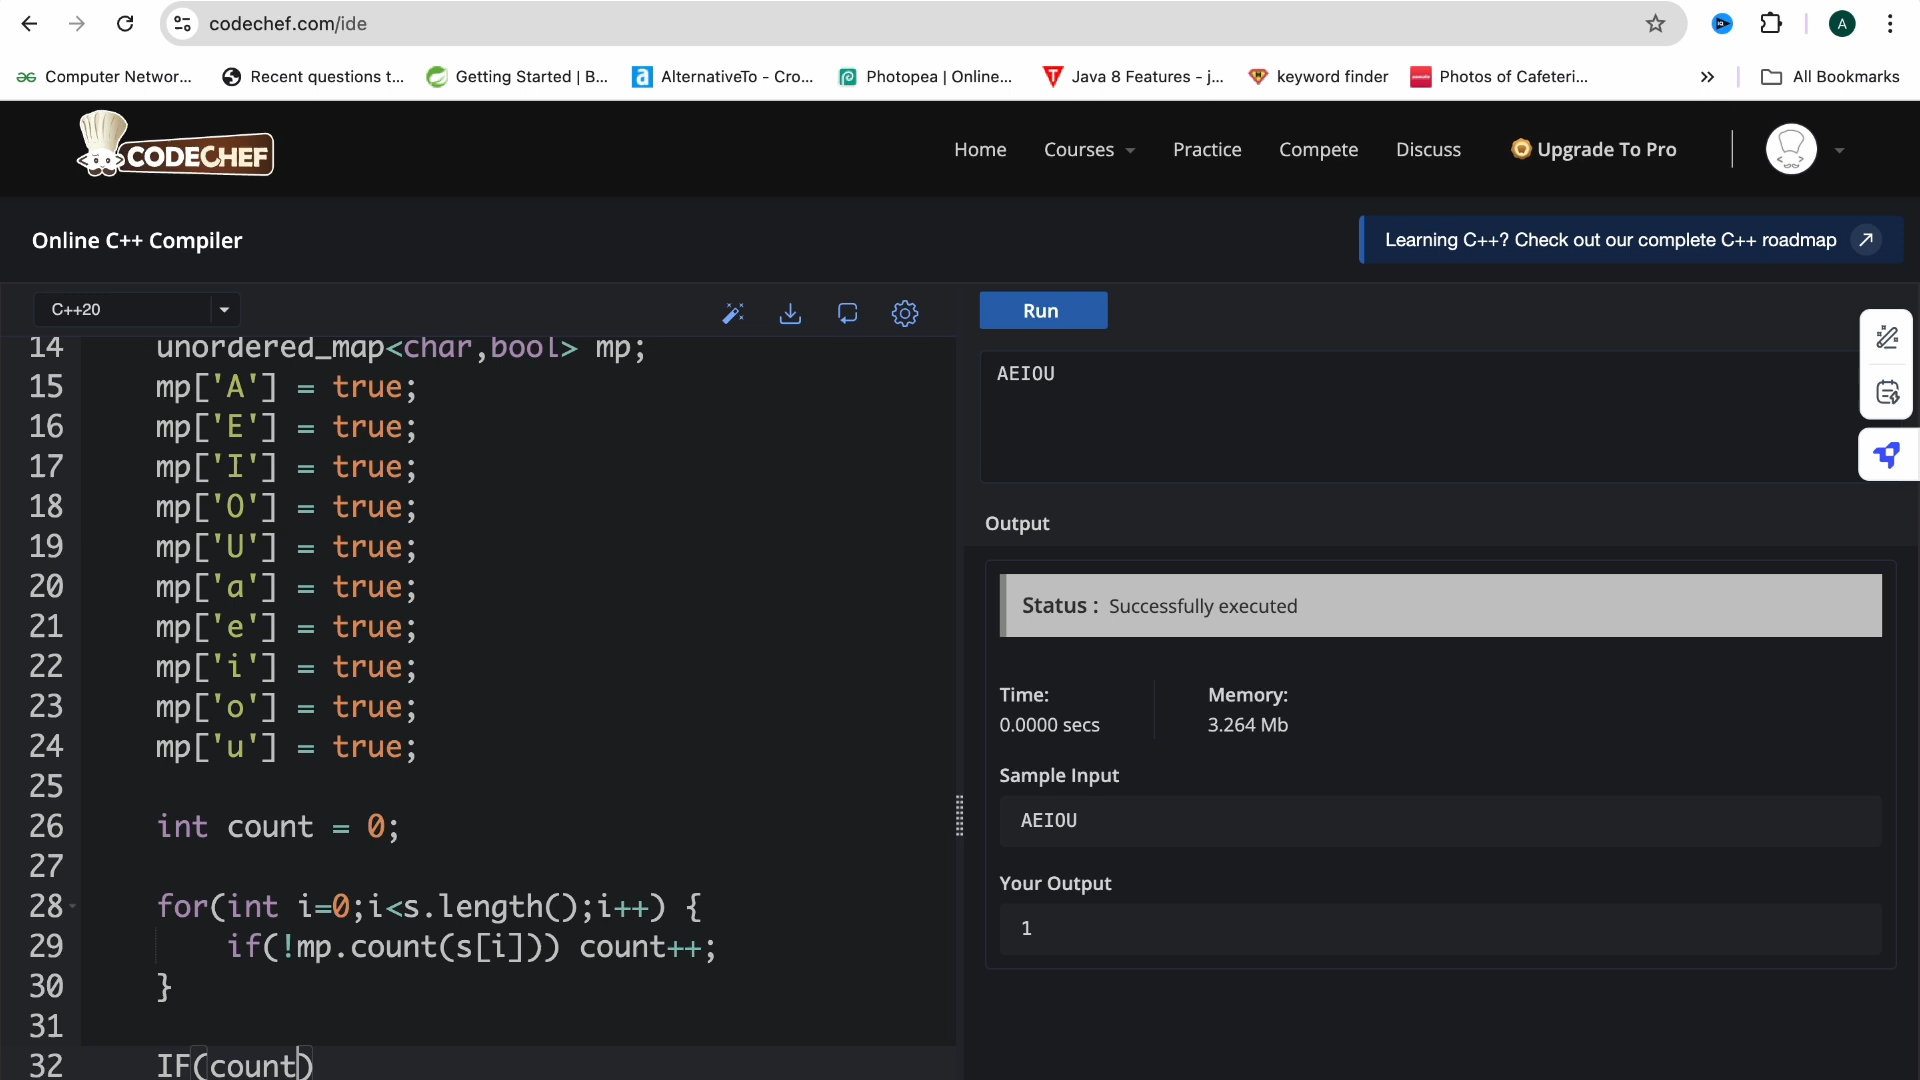 codechef.com/ide
A
Computer Networ...
Recent questions t...
Getting Started | B...
AlternativeTo - Cro...
Photopea | Online...
Java 8 Features - j...
keyword finder
Photos of Cafeteri...
All Bookmarks
CODECHEF
Home
Courses
Practice
Compete
Discuss
Upgrade To Pro
Online C++ Compiler
Learning C++? Check out our complete C++ roadmap
C++20
Run
14 unordered_map<char,bool> mp;
15 mp['A'] = true;
16 mp['E'] = true;
17 mp['I'] = true;
18 mp['O'] = true;
19 mp['U'] = true;
20 mp['a'] = true;
21 mp['e'] = true;
22 mp['i'] = true;
23 mp['o'] = true;
24 mp['u'] = true;
25
26 int count = 0;
27
28 for(int i=0;i<s.length();i++) {
29 if(!mp.count(s[i])) count++;
30 }
31
32 IF(count)
AEIOU
Output
Status : Successfully executed
Time:
0.0000 secs
Memory:
3.264 Mb
Sample Input
AEIOU
Your Output
1